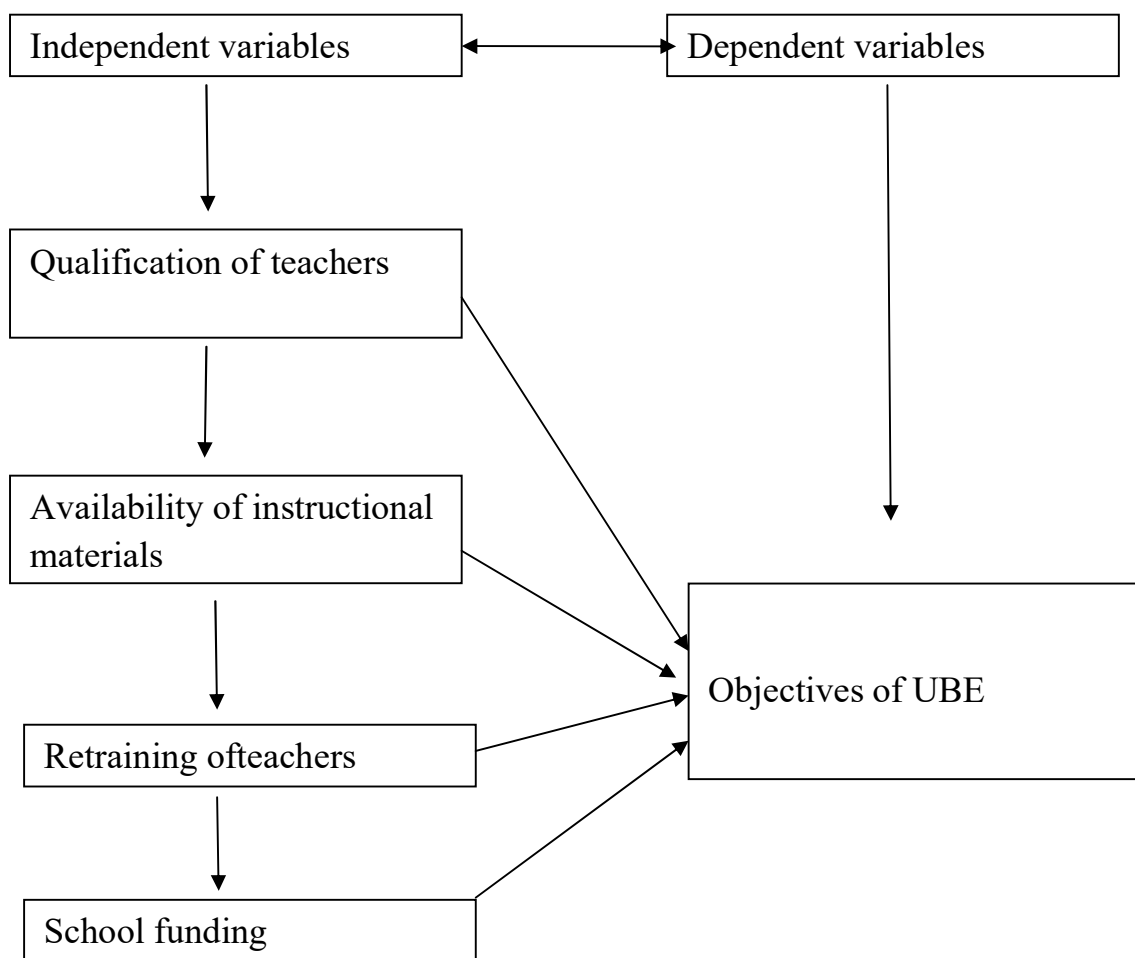 Independent variables
Dependent variables
Qualification of teachers
Availability of instructional
materials
Objectives of UBE
Retraining ofteachers
School funding